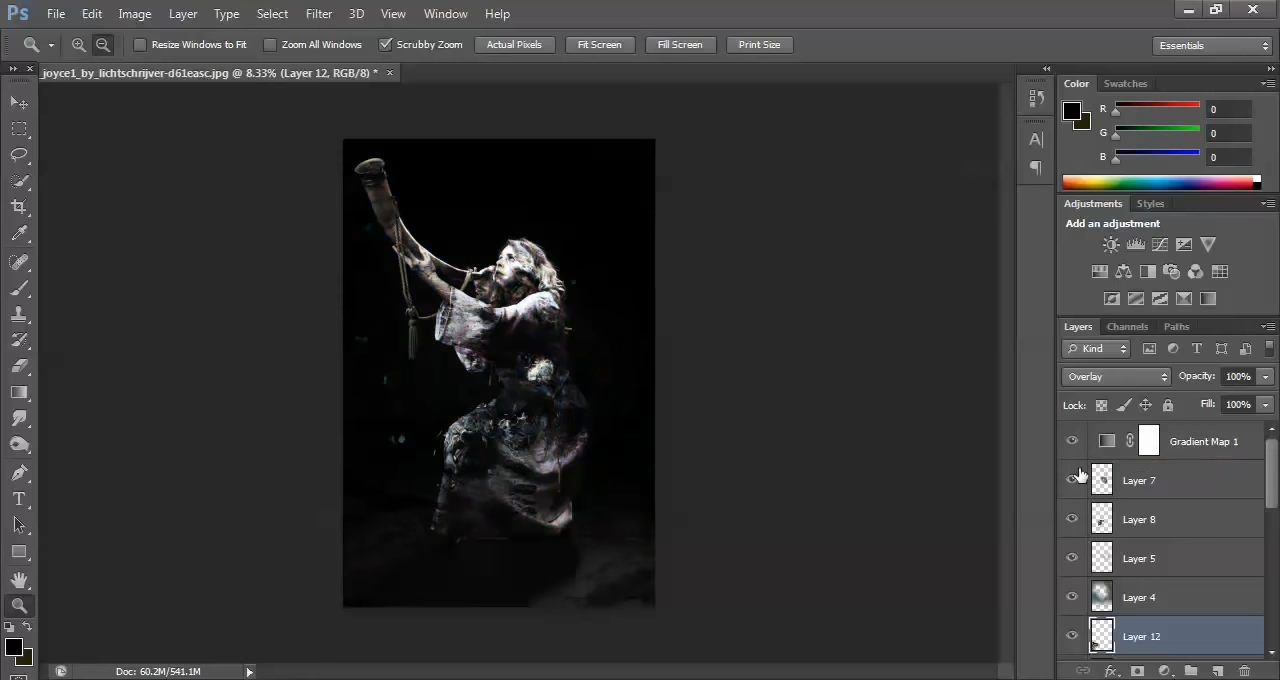 Ps File Edit Image Layer Type Select Filter 3D View Window Help
Resize Windows to Fit Zoom All Windows Scrubby Zoom Actual Pixels Fit Screen Fill Screen Print Size Essentials
joyce1_by_lichtschrijver-d61easc.jpg @ 8.33% (Layer 12, RGB/8) *
Color Swatches
R 0
G 0
B 0
Adjustments Styles
Add an adjustment
Layers Channels Paths
Kind
Overlay Opacity: 100%
Lock: Fill: 100%
Gradient Map 1
Layer 7
Layer 8
Layer 5
Layer 4
Layer 12
Doc: 60.2M/541.1M